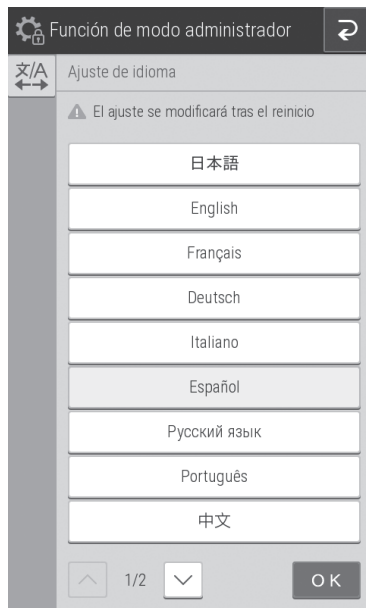 Función de modo administrador
文/A
Ajuste de idioma
El ajuste se modificará tras el reinicio
日本語
English
Français
Deutsch
Italiano
Español
Русский язык
Português
中文
1/2
OK